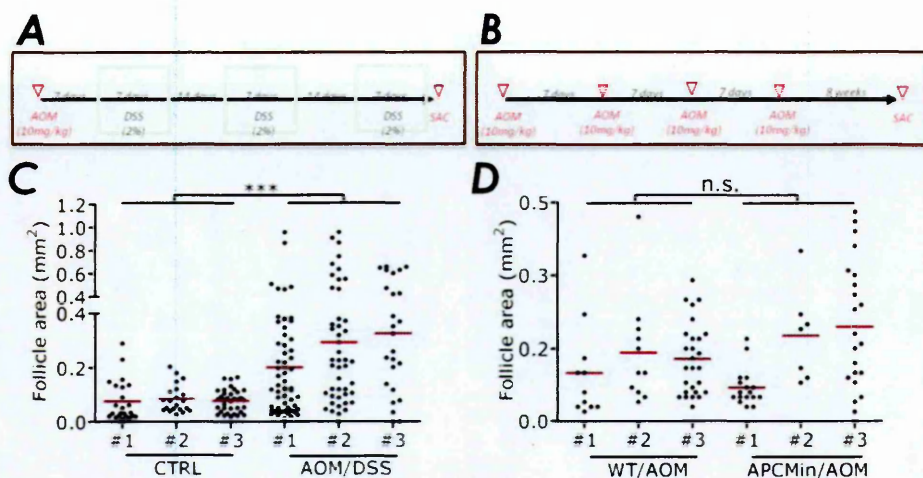 A
7 days 7 days 14 days 7 days 14 days 7 days
AOM DSS DSS DSS SAC
(10mg/kg) (2%) (2%) (2%)
B
7 days 7 days 7 days 8 weeks
AOM AOM AOM AOM SAC
(10mg/kg) (10mg/kg) (10mg/kg) (10mg/kg)
C
***
Follicle area (mm²)
1.2
1.0
0.8
0.6
0.4
0.4
0.2
0.0
#1 #2 #3 #1 #2 #3
CTRL AOM/DSS
D
n.s.
Follicle area (mm²)
0.5
0.3
0.2
0.0
#1 #2 #3 #1 #2 #3
WT/AOM APCMin/AOM